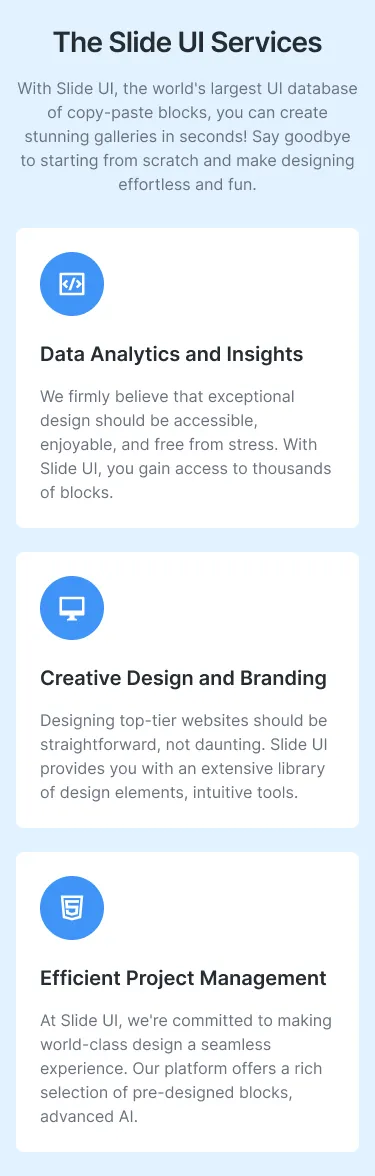 The Slide UI Services
With Slide UI, the world's largest UI database
of copy-paste blocks, you can create
stunning galleries in seconds! Say goodbye
to starting from scratch and make designing
effortless and fun.
Data Analytics and Insights
We firmly believe that exceptional
design should be accessible,
enjoyable, and free from stress. With
Slide UI, you gain access to thousands
of blocks.
Creative Design and Branding
Designing top-tier websites should be
straightforward, not daunting. Slide UI
provides you with an extensive library
of design elements, intuitive tools.
Efficient Project Management
At Slide UI, we're committed to making
world-class design a seamless
experience. Our platform offers a rich
selection of pre-designed blocks,
advanced AI.